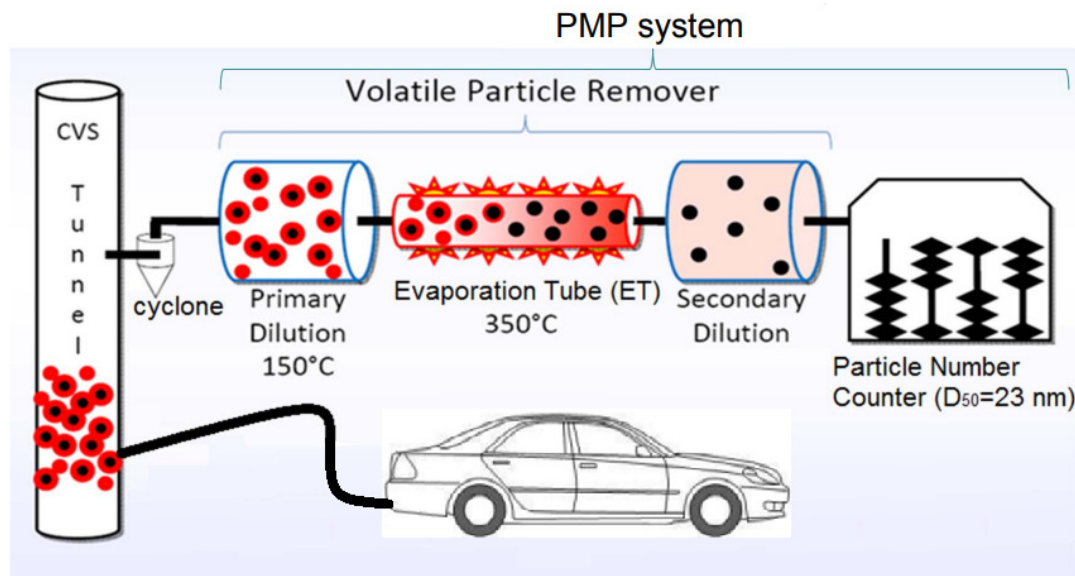 PMP system
Volatile Particle Remover
CVS
T
u
n
n
e
l
cyclone
Primary
Dilution
150°C
Evaporation Tube (ET)
350°C
Secondary
Dilution
Particle Number
Counter (D₅₀=23 nm)